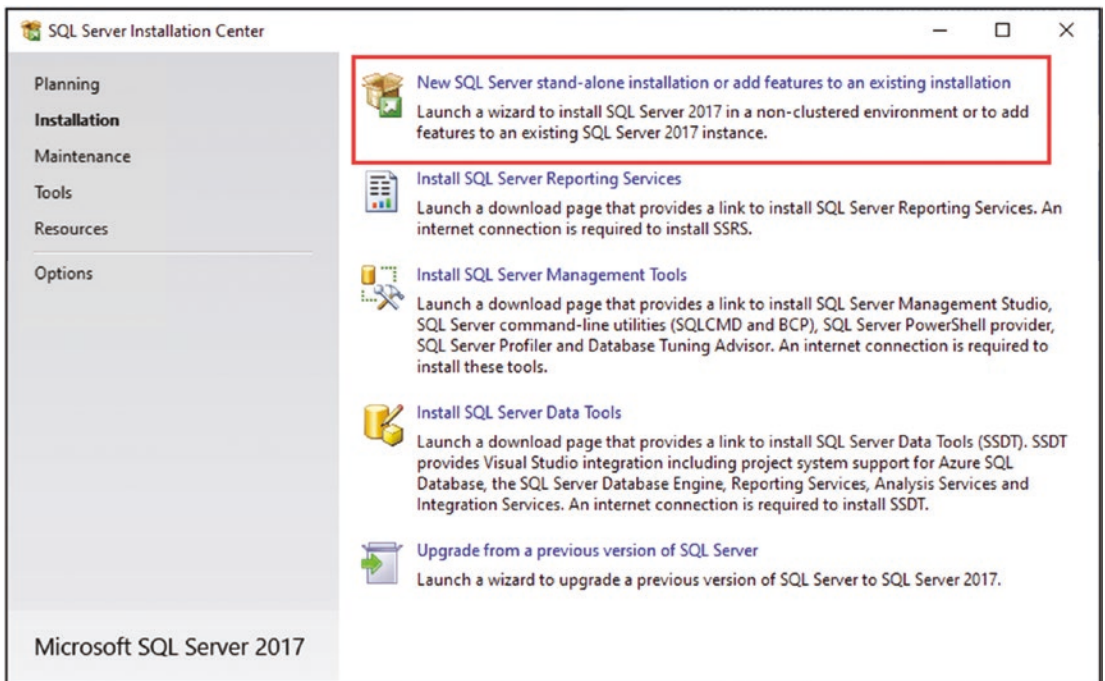 SQL Server Installation Center
Planning
Installation
Maintenance
Tools
Resources
Options
Microsoft SQL Server 2017
New SQL Server stand-alone installation or add features to an existing installation
Launch a wizard to install SQL Server 2017 in a non-clustered environment or to add
features to an existing SQL Server 2017 instance.
Install SQL Server Reporting Services
Launch a download page that provides a link to install SQL Server Reporting Services. An
internet connection is required to install SSRS.
Install SQL Server Management Tools
Launch a download page that provides a link to install SQL Server Management Studio,
SQL Server command-line utilities (SQLCMD and BCP), SQL Server PowerShell provider,
SQL Server Profiler and Database Tuning Advisor. An internet connection is required to
install these tools.
Install SQL Server Data Tools
Launch a download page that provides a link to install SQL Server Data Tools (SSDT). SSDT
provides Visual Studio integration including project system support for Azure SQL
Database, the SQL Server Database Engine, Reporting Services, Analysis Services and
Integration Services. An internet connection is required to install SSDT.
Upgrade from a previous version of SQL Server
Launch a wizard to upgrade a previous version of SQL Server to SQL Server 2017.